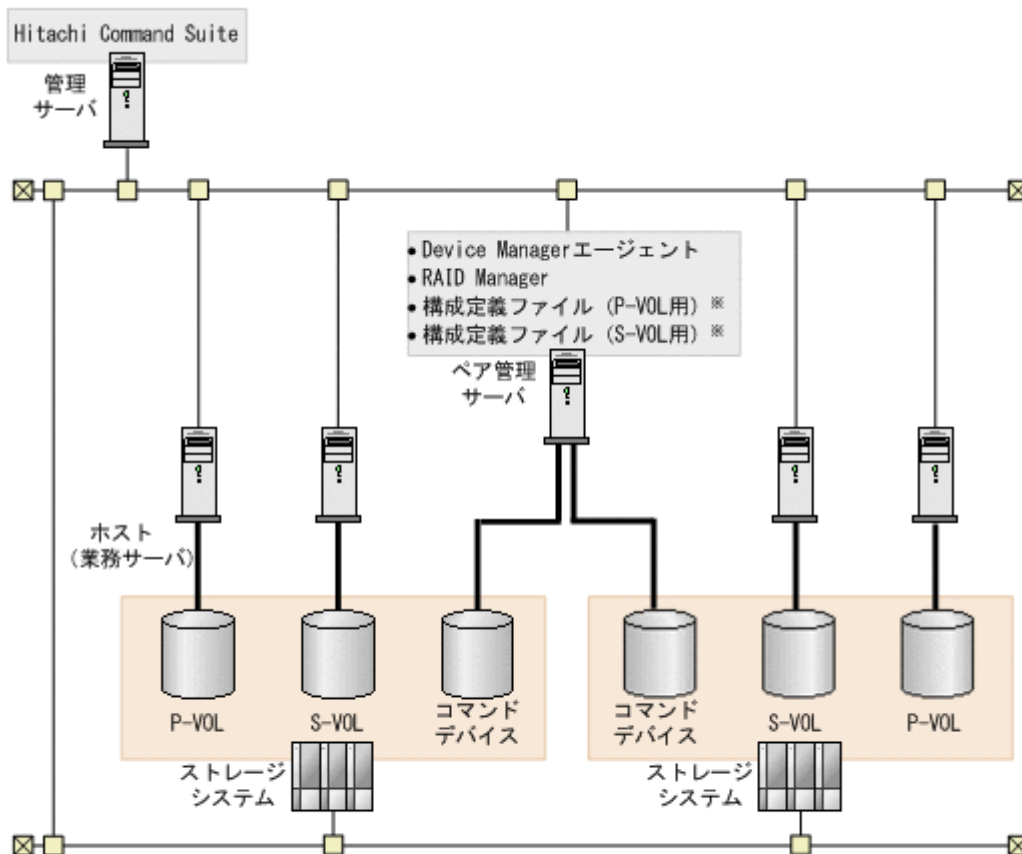 Hitachi Command Suite
管理
サーバ
• Device Managerエージェント
• RAID Manager
• 構成定義ファイル (P-VOL用) ※
• 構成定義ファイル (S-VOL用) ※
ペア管理
サーバ
ホスト
(業務サーバ)
P-VOL
S-VOL
コマンド
デバイス
コマンド
デバイス
S-VOL
P-VOL
ストレージ
システム
ストレージ
システム